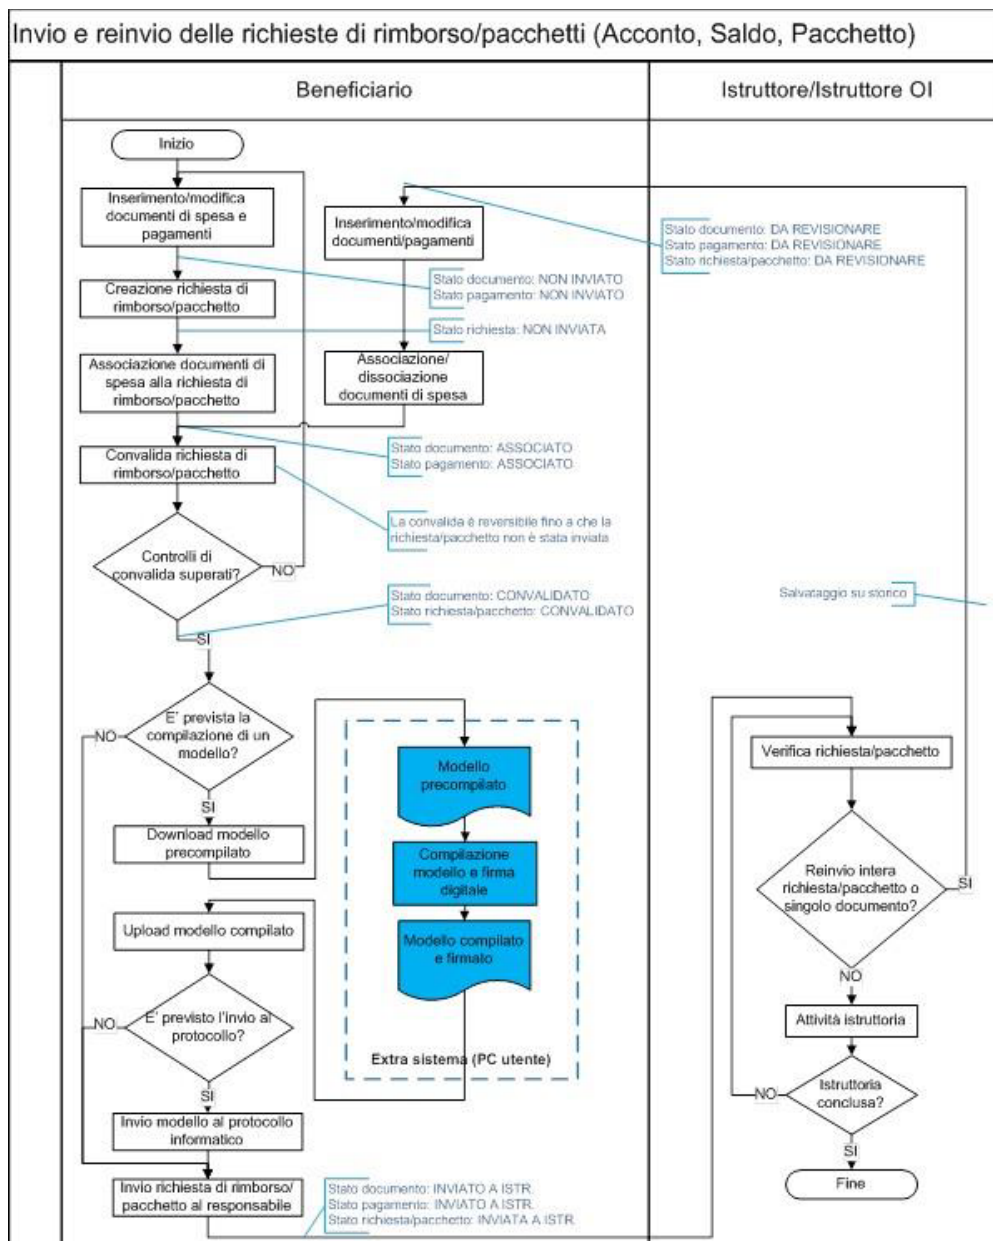 Invio e reinvio delle richieste di rimborso/pacchetti (Acconto, Saldo, Pacchetto)
Beneficiario
Istruttore/Istruttore OI
Inizio
Inserimento/modifica
documenti di spesa e
pagamenti
Inserimento/modifica
documenti/pagamenti
Stato documento: DA REVISIONARE
Stato pagamento: DA REVISIONARE
Stato richiesta/pacchetto: DA REVISIONARE
Stato documento: NON INVIATO
Stato pagamento: NON INVIATO
Creazione richiesta di
rimborso/pacchetto
Stato richiesta: NON INVIATA
Associazione documenti di
spesa alla richiesta di
rimborso/pacchetto
Associazione/
dissociazione
documenti di spesa
Stato documento: ASSOCIATO
Stato pagamento: ASSOCIATO
Convalida richiesta di
rimborso/pacchetto
La convalida è reversibile fino a che la
richiesta/pacchetto non è stata inviata
Controlli di
convalida superati?
NO
Stato documento: CONVALIDATO
Stato richiesta/pacchetto: CONVALIDATO
Salvataggio su storico
SI
E' prevista la
compilazione di un
modello?
NO
SI
Download modello
precompilato
Modello
precompilato
Compilazione
modello e firma
digitale
Modello compilato
e firmato
Extra sistema (PC utente)
Upload modello compilato
E' previsto l'invio al
protocollo?
NO
SI
Invio modello al protocollo
informatico
Invio richiesta di rimborso/
pacchetto al responsabile
Stato documento: INVIATO A ISTR.
Stato pagamento: INVIATO A ISTR.
Stato richiesta/pacchetto: INVIATA A ISTR.
Verifica richiesta/pacchetto
Reinvio intera
richiesta/pacchetto o
singolo documento?
SI
NO
Attività istruttoria
Istruttoria
conclusa?
NO
SI
Fine